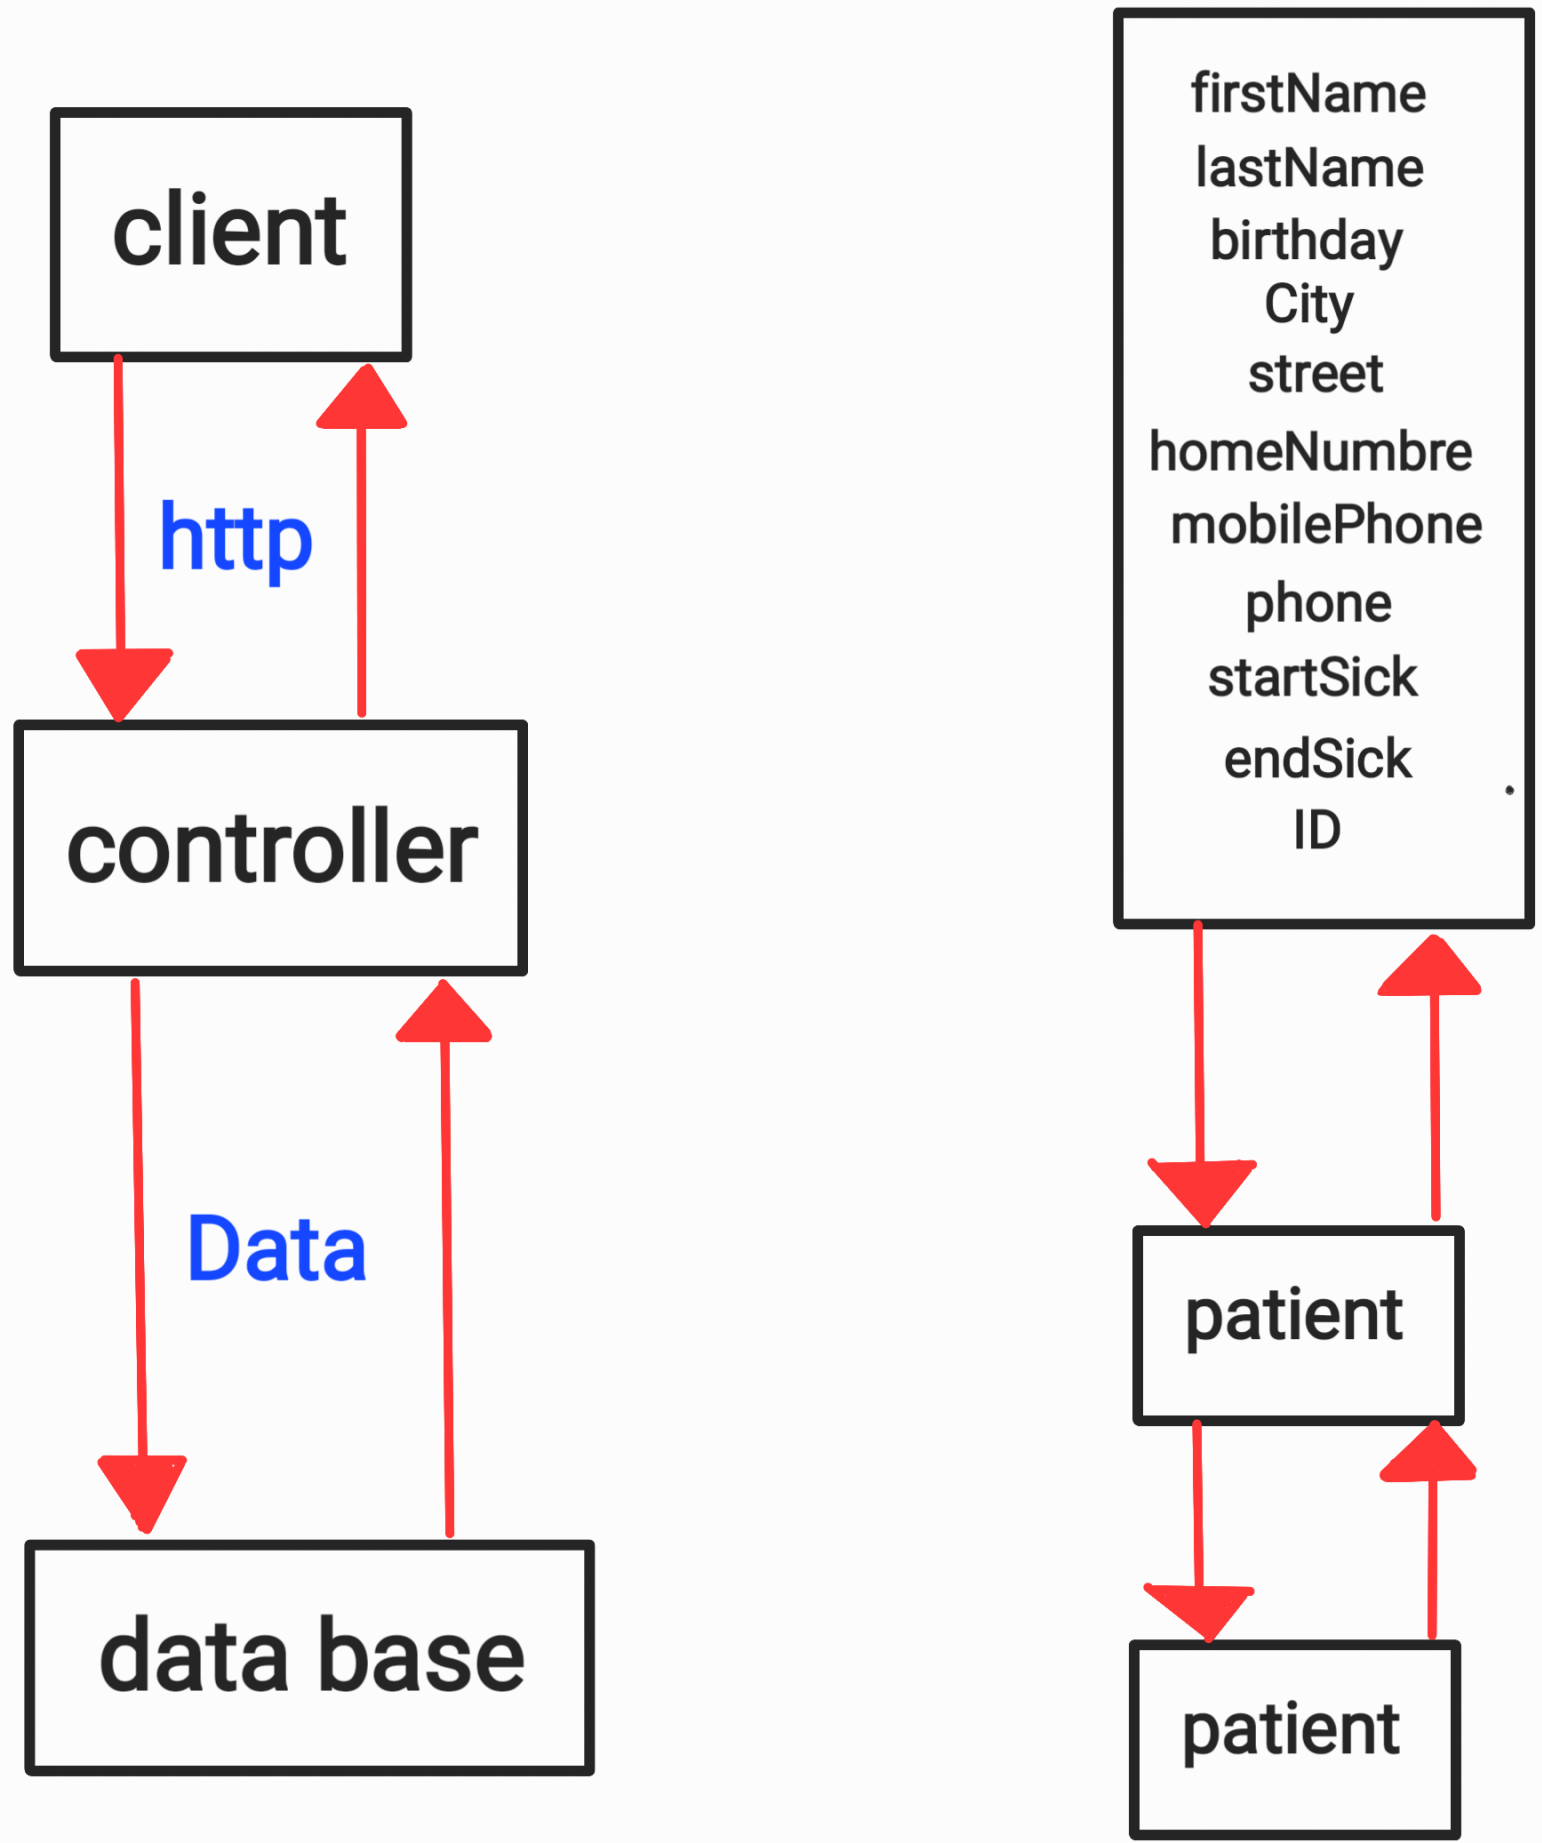 client
http
controller
Data
data base
firstName
lastName
birthday
City
street
homeNumbre
mobilePhone
phone
startSick
endSick
ID
patient
patient